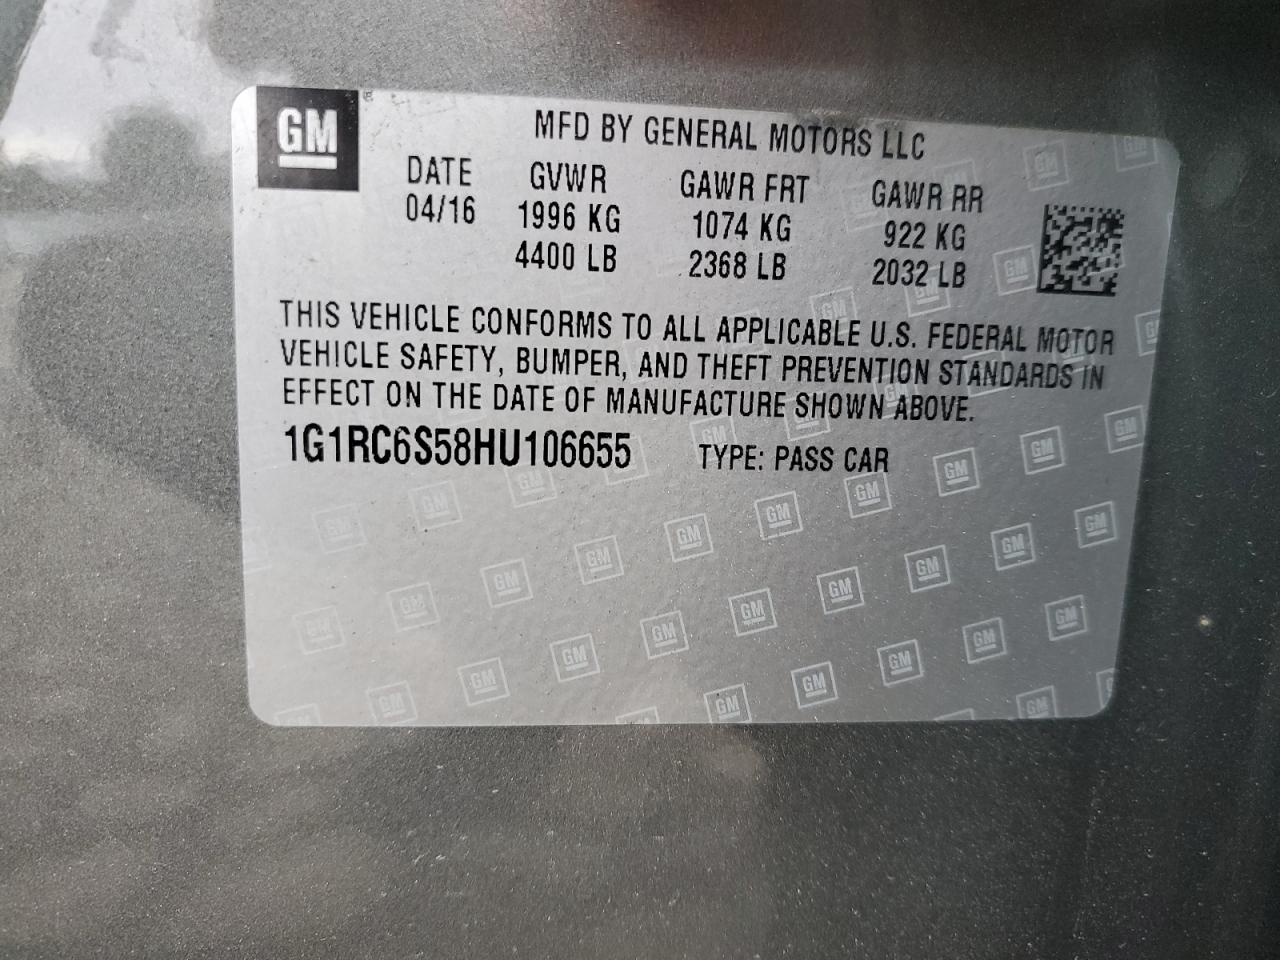 GM
MFD BY GENERAL MOTORS LLC
DATE GVWR GAWR FRT GAWR RR
04/16 1996 KG 1074 KG 922 KG
4400 LB 2368 LB 2032 LB
THIS VEHICLE CONFORMS TO ALL APPLICABLE U.S. FEDERAL MOTOR
VEHICLE SAFETY, BUMPER, AND THEFT PREVENTION STANDARDS IN
EFFECT ON THE DATE OF MANUFACTURE SHOWN ABOVE.
1G1RC6S58HU106655 TYPE: PASS CAR